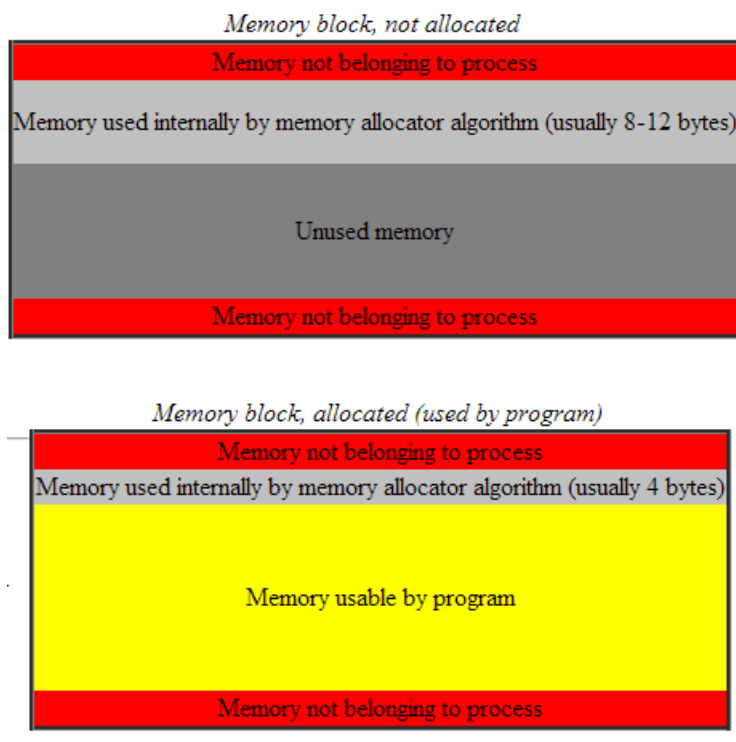 Memory block, not allocated
Memory not belonging to process
Memory used internally by memory allocator algorithm (usually 8-12 bytes)
Unused memory
Memory not belonging to process
Memory block, allocated (used by program)
Memory not belonging to process
Memory used internally by memory allocator algorithm (usually 4 bytes)
Memory usable by program
Memory not belonging to process